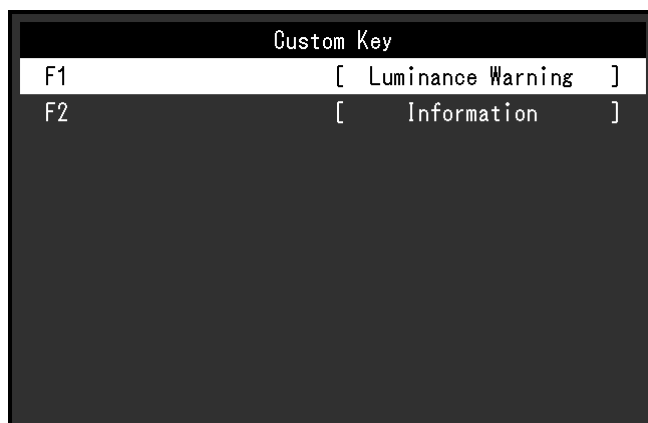 Custom Key
F1 [ Luminance Warning ]
F2 [ Information ]